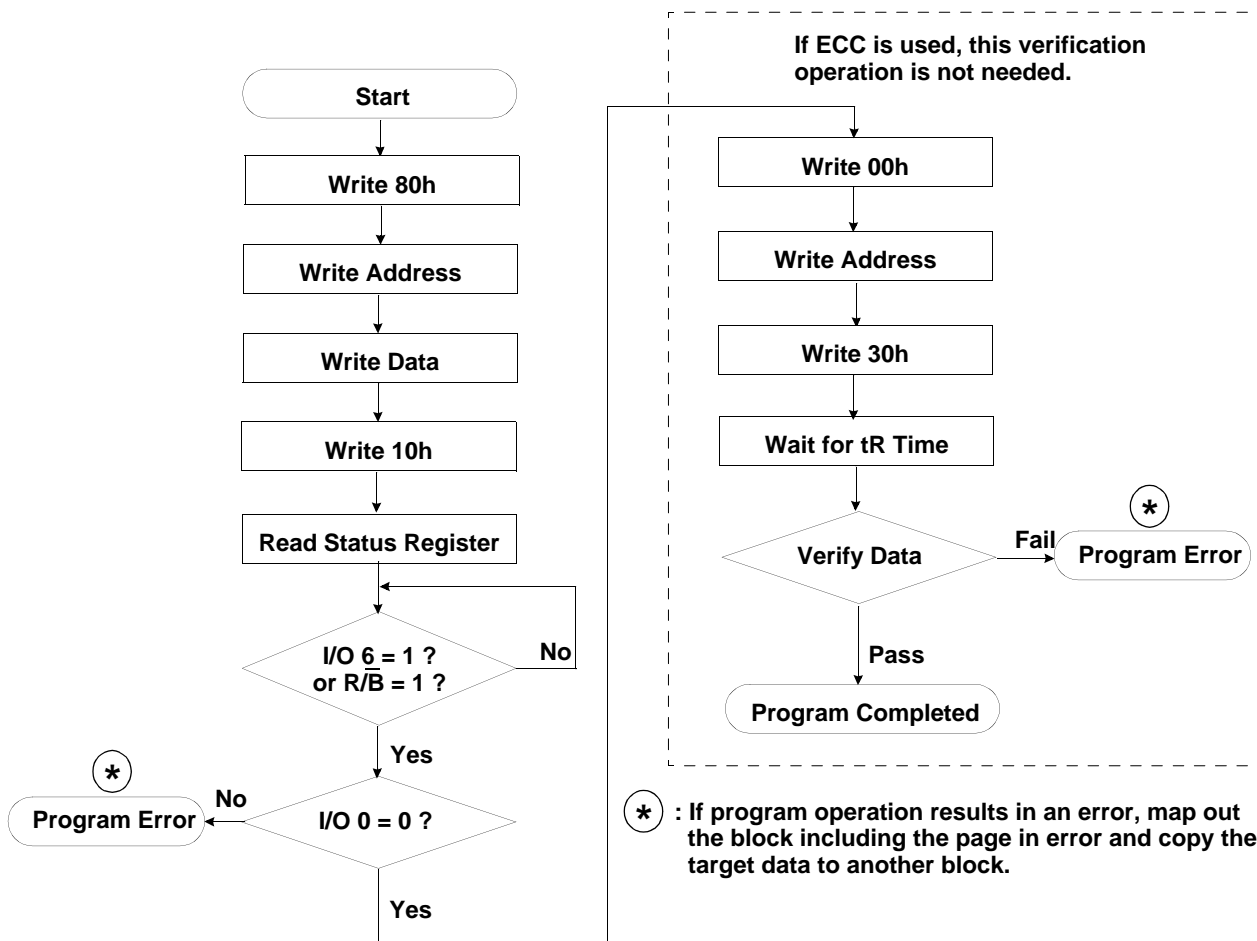 Start
Write 80h
Write Address
Write Data
Write 10h
Read Status Register
I/O 6 = 1 ?
or R/B̅ = 1 ?
No
Yes
*
No
Program Error
I/O 0 = 0 ?
Yes
If ECC is used, this verification
operation is not needed.
Write 00h
Write Address
Write 30h
Wait for tR Time
*
Verify Data
Fail
Program Error
Pass
Program Completed
* : If program operation results in an error, map out
the block including the page in error and copy the
target data to another block.